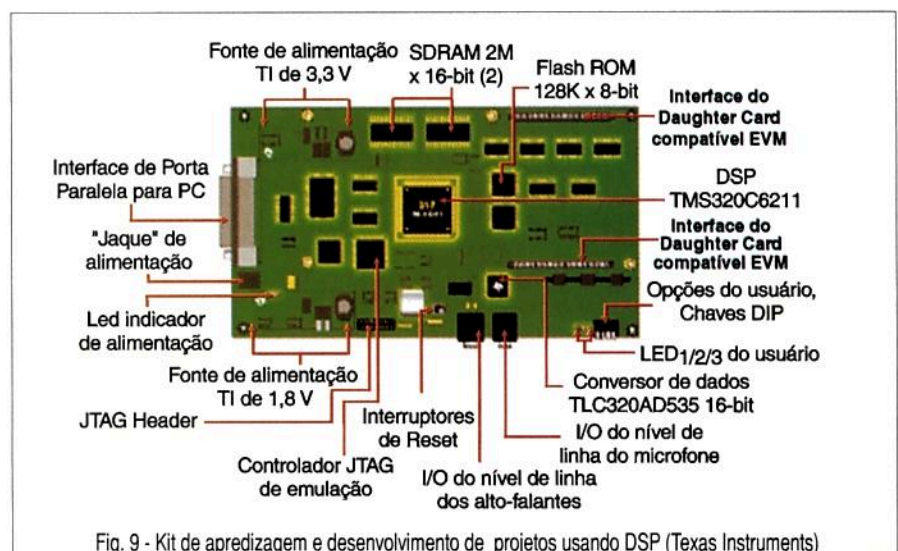 Fonte de alimentação
TI de 3,3 V
SDRAM 2M
x 16-bit (2)
Flash ROM
128K x 8-bit
Interface do
Daughter Card
compatível EVM
Interface de Porta
Paralela para PC
DSP
TMS320C6211
"Jaque" de
alimentação
Interface do
Daughter Card
compatível EVM
Led indicador
de alimentação
Opções do usuário,
Chaves DIP
LED1/2/3 do usuário
Fonte de alimentação
TI de 1,8 V
Conversor de dados
TLC320AD535 16-bit
JTAG Header
Interruptores
de Reset
I/O do nível de
linha do microfone
Controlador JTAG
de emulação
I/O do nível de linha
dos alto-falantes
Fig. 9 - Kit de apredizagem e desenvolvimento de projetos usando DSP (Texas Instruments)